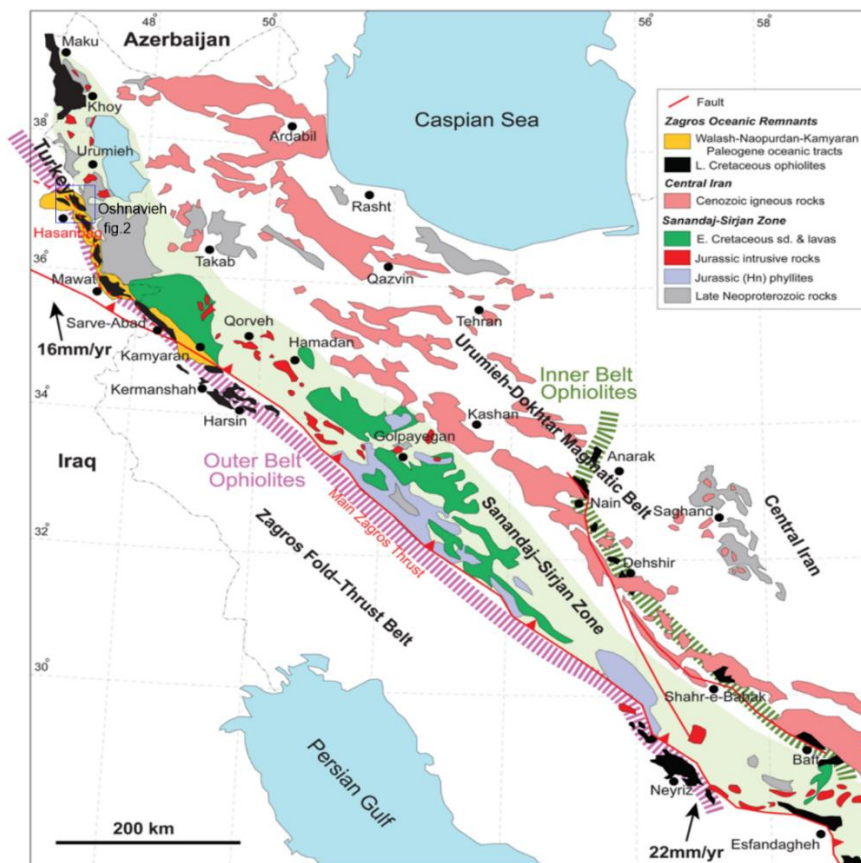 48
50
56
58
Maku
Azerbaijan
Khoy
38
Ardabil
Caspian Sea
Turkey
Urumieh
Rasht
Oshnavieh
fig.2
Hasanbag
Takab
36
Mawat
Qazvin
Sarve-Abad
Qorveh
Hamadan
Tehran
16mm/yr
Kamyaran
Urumieh-Dokhtar Magmatic Belt
34
Kermanshah
Kashan
Inner Belt
Ophiolites
Harsin
Golpayegan
Anarak
Iraq
Outer Belt
Ophiolites
Nain
Saghand
Central Iran
Main Zagros Thrust
Sanandaj-Sirjan Zone
32
Zagros Fold–Thrust Belt
Dehshir
30
Shahr-e-Babak
Persian Gulf
Baft
Neyriz
200 km
22mm/yr
Esfandagheh
Fault
Zagros Oceanic Remnants
Walash-Naopurdan-Kamyaran
Paleogene oceanic tracts
L. Cretaceous ophiolites
Central Iran
Cenozoic igneous rocks
Sanandaj-Sirjan Zone
E. Cretaceous sd. & lavas
Jurassic intrusive rocks
Jurassic (Hn) phyllites
Late Neoproterozoic rocks